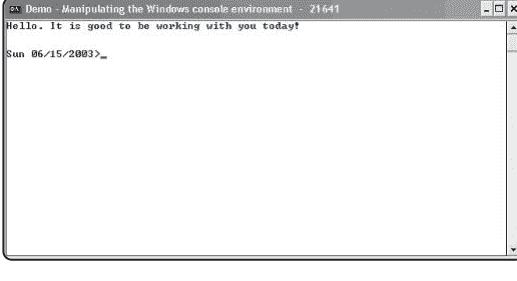 Demo - Manipulating the Windows console environment - 21641
Hello. It is good to be working with you today!
Sun 06/15/2003>_